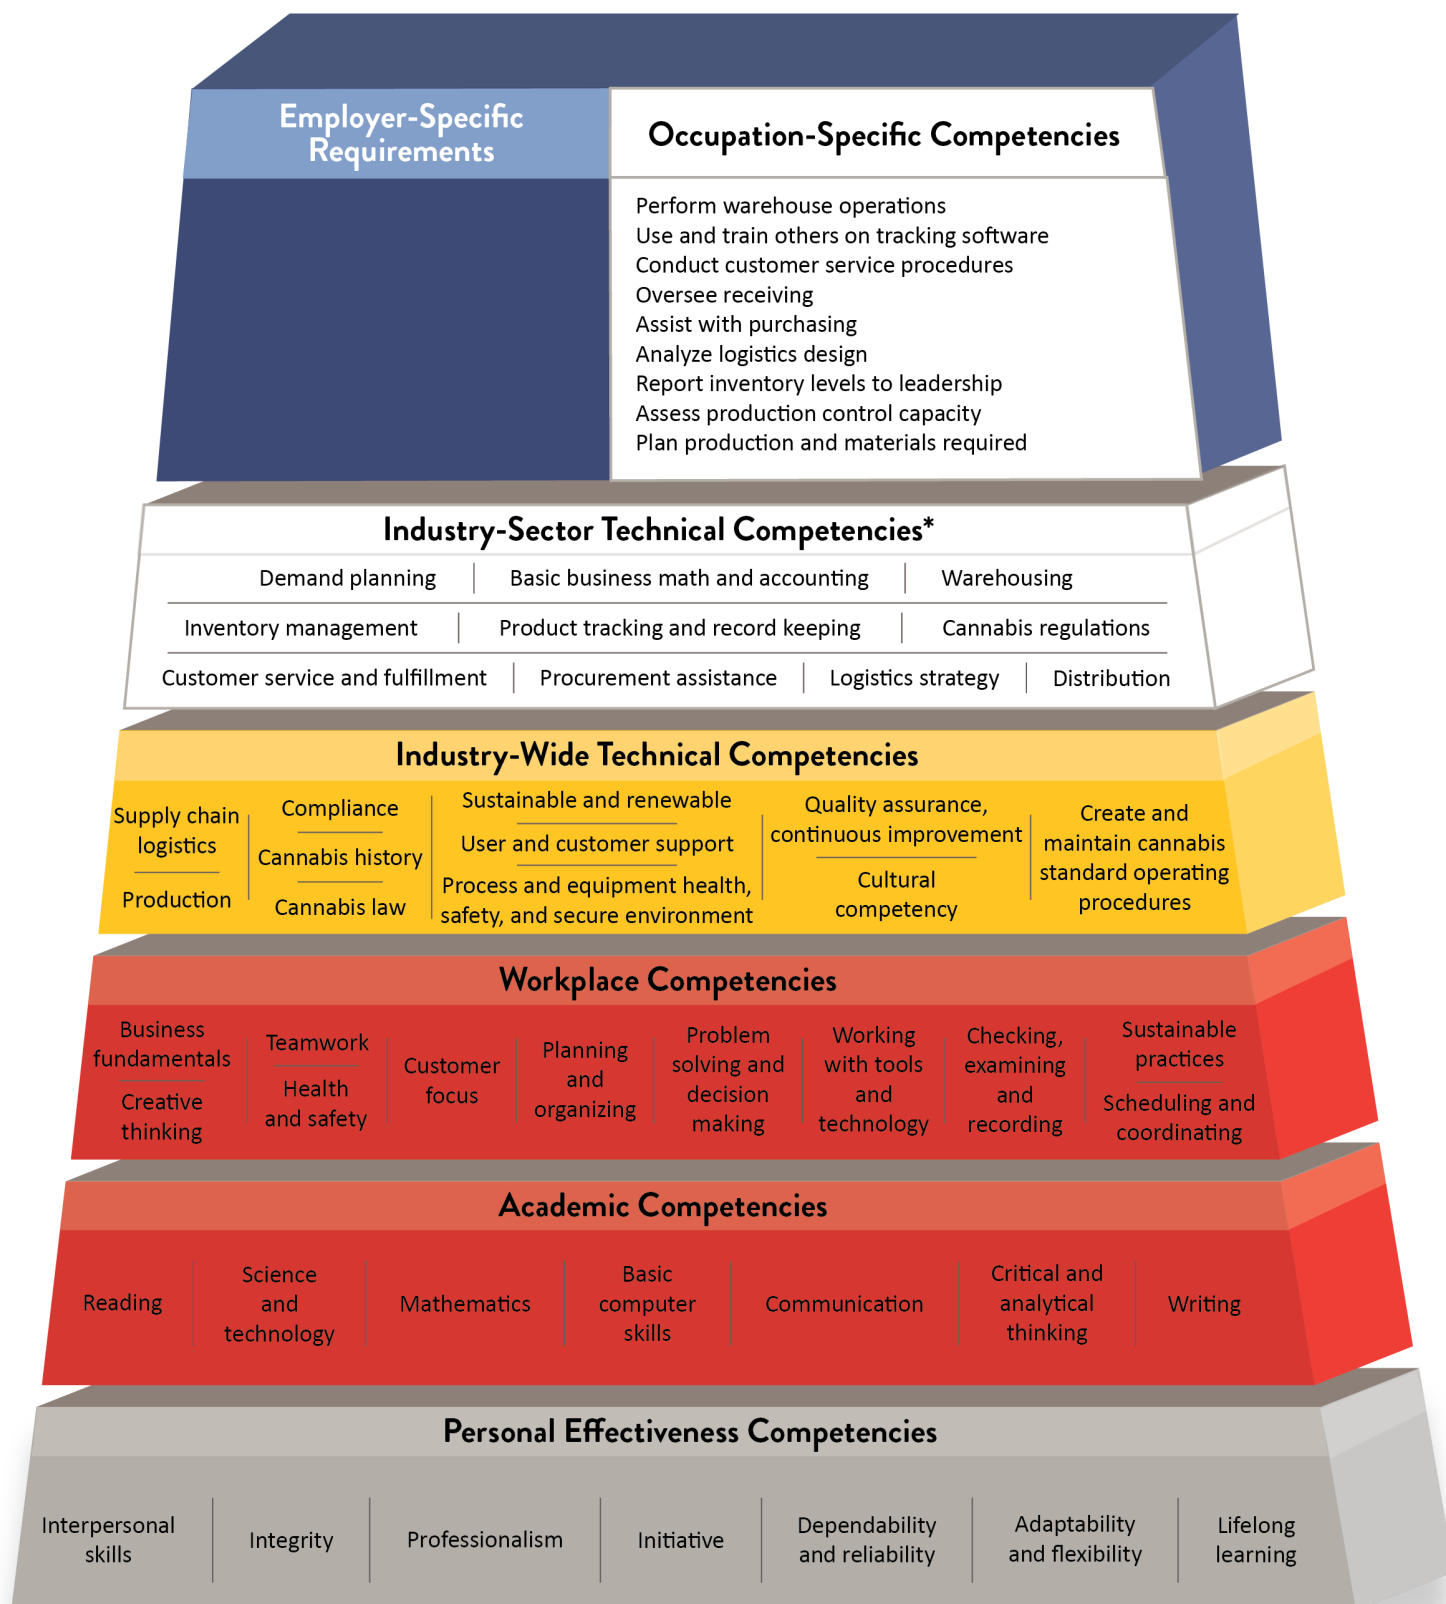 Employer-Specific
Requirements
Occupation-Specific Competencies
Perform warehouse operations
Use and train others on tracking software
Conduct customer service procedures
Oversee receiving
Assist with purchasing
Analyze logistics design
Report inventory levels to leadership
Assess production control capacity
Plan production and materials required
Industry-Sector Technical Competencies*
Demand planning
Basic business math and accounting
Warehousing
Inventory management
Product tracking and record keeping
Cannabis regulations
Customer service and fulfillment
Procurement assistance
Logistics strategy
Distribution
Industry-Wide Technical Competencies
Supply chain
logistics
Production
Compliance
Cannabis history
Cannabis law
Sustainable and renewable
User and customer support
Process and equipment health,
safety, and secure environment
Quality assurance,
continuous improvement
Cultural
competency
Create and
maintain cannabis
standard operating
procedures
Workplace Competencies
Business
fundamentals
Creative
thinking
Teamwork
Health
and safety
Customer
focus
Planning
and
organizing
Problem
solving and
decision
making
Working
with tools
and
technology
Checking,
examining
and
recording
Sustainable
practices
Scheduling and
coordinating
Academic Competencies
Reading
Science
and
technology
Mathematics
Basic
computer
skills
Communication
Critical and
analytical
thinking
Writing
Personal Effectiveness Competencies
Interpersonal
skills
Integrity
Professionalism
Initiative
Dependability
and reliability
Adaptability
and flexibility
Lifelong
learning